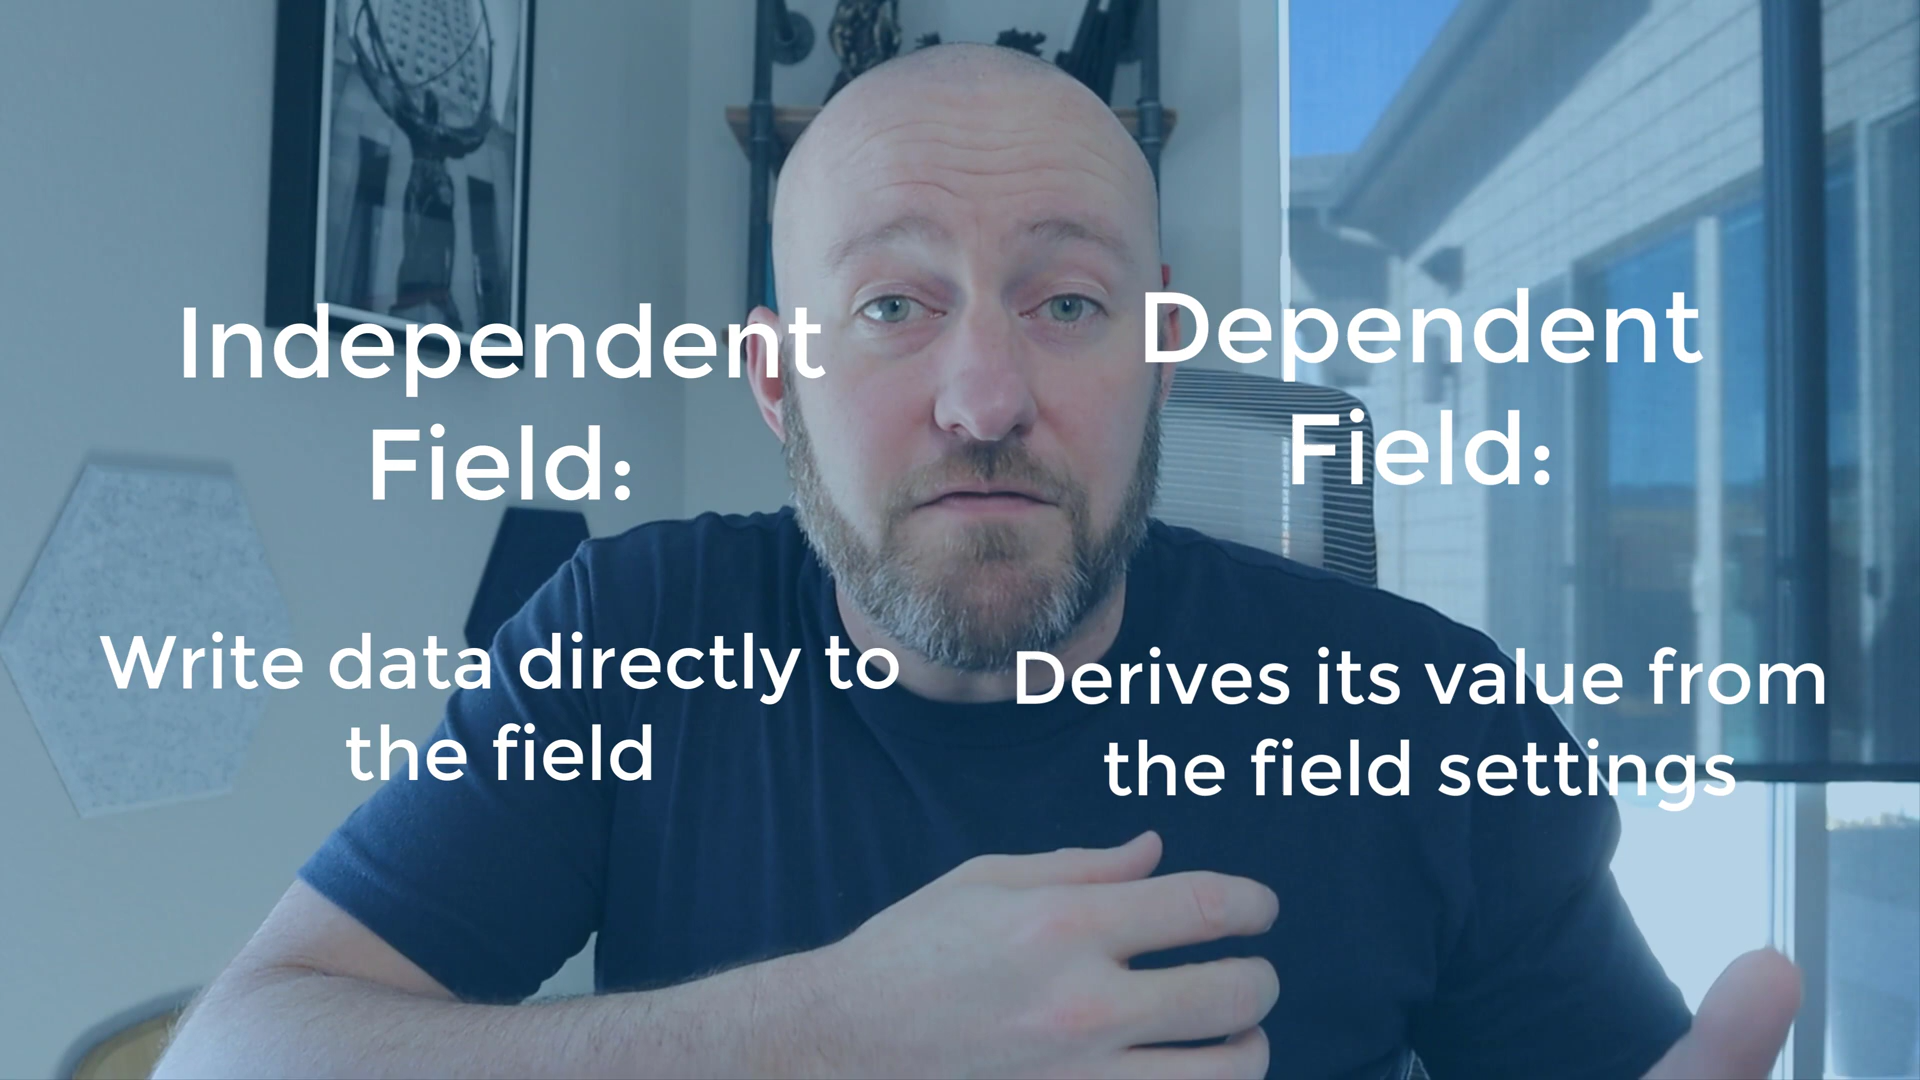 Independent
Field:
Write data directly to
the field
Dependent
Field:
Derives its value from
the field settings